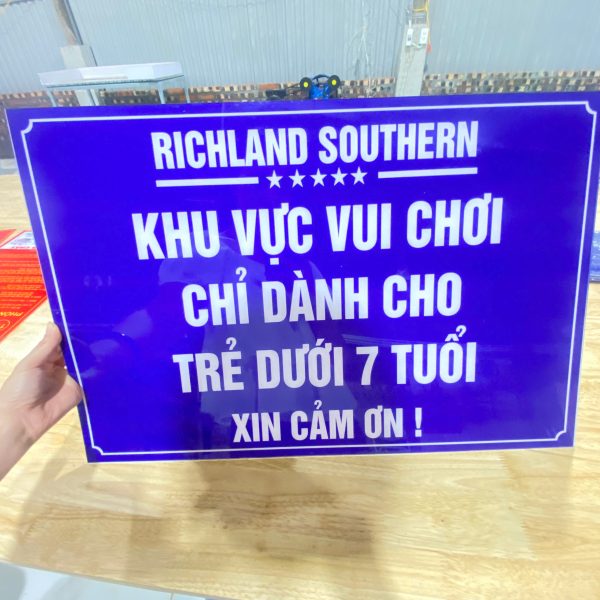 RICHLAND SOUTHERN
★★★★★
KHU VỰC VUI CHƠI
CHỈ DÀNH CHO
TRẺ DƯỚI 7 TUỔI
XIN CẢM ƠN !